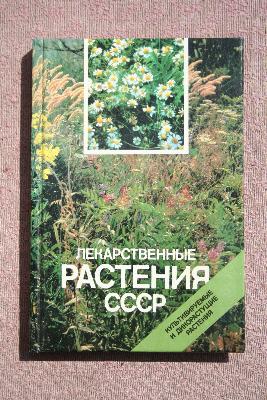 ЛЕКАРСТВЕННЫЕ
РАСТЕНИЯ
СССР
КУЛЬТИВИРУЕМЫЕ
И ДИКОРАСТУЩИЕ
РАСТЕНИЯ